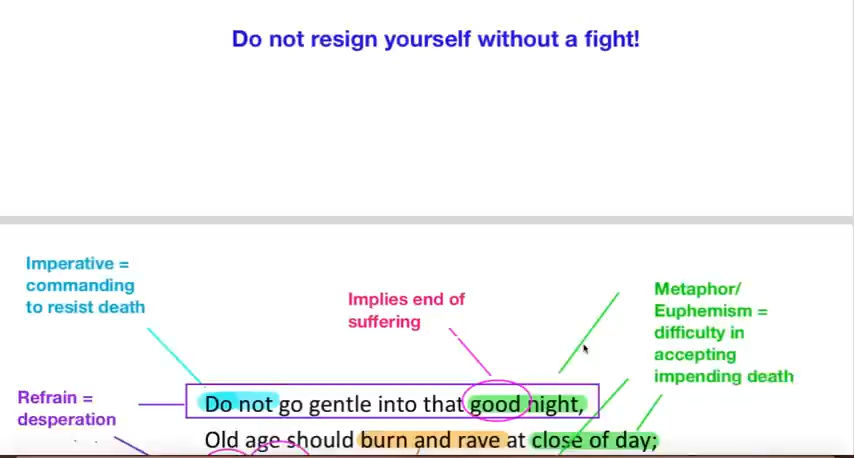 Do not resign yourself without a fight!
Imperative =
commanding
to resist death
Implies end of
suffering
Metaphor/
Euphemism =
difficulty in
accepting
impending death
Refrain =
desperation
Do not go gentle into that good night,
Old age should burn and rave at close of day;